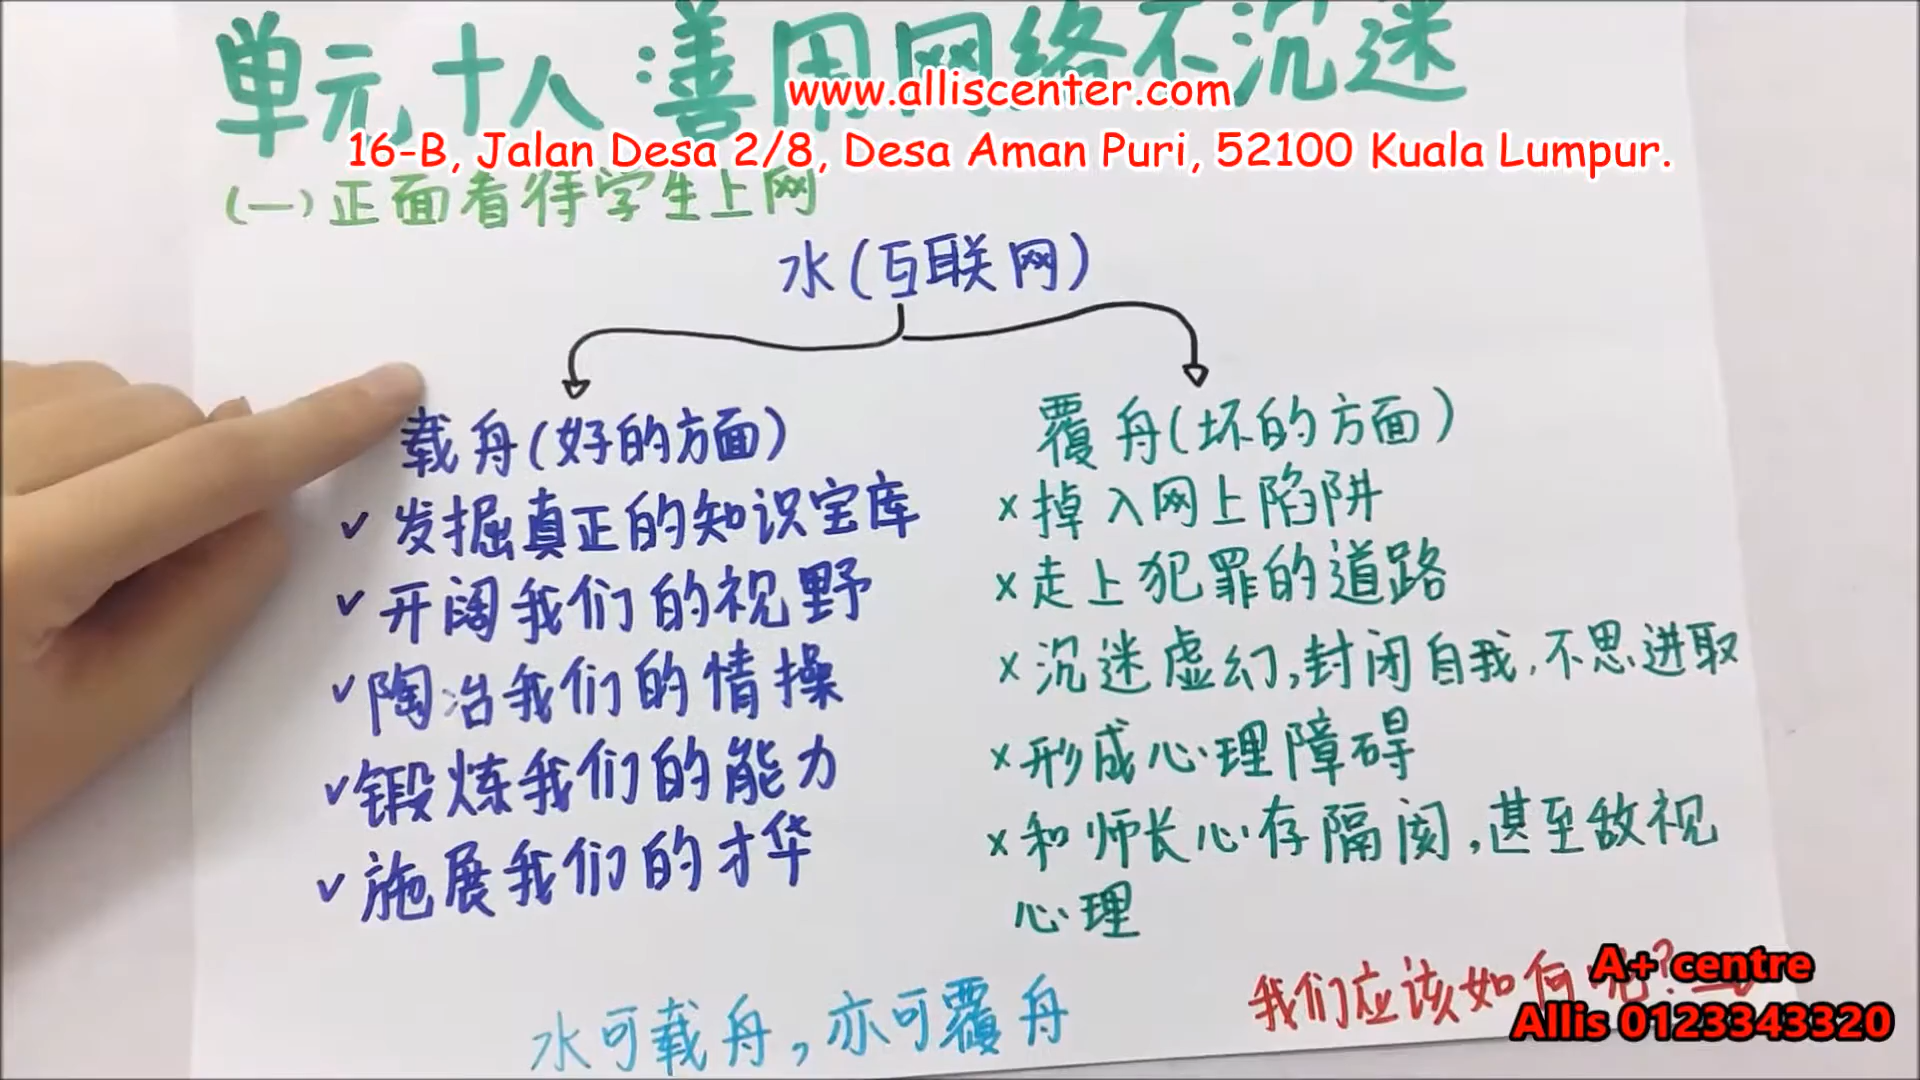 单元十八 善用网络不沉迷
www.alliscenter.com
16-B, Jalan Desa 2/8, Desa Aman Puri, 52100 Kuala Lumpur.
(一)正面看待学生上网
水(互联网)
载舟(好的方面)
✓ 发掘真正的知识宝库
✓ 开阔我们的视野
✓ 陶冶我们的情操
✓ 锻炼我们的能力
✓ 施展我们的才华
覆舟(坏的方面)
× 掉入网上陷阱
× 走上犯罪的道路
× 沉迷虚幻,封闭自我,不思进取
× 形成心理障碍
× 和师长心存隔阂,甚至敌视
心理
水可载舟,亦可覆舟
我们应该如何呢?
A+ centre
Allis 0123343320